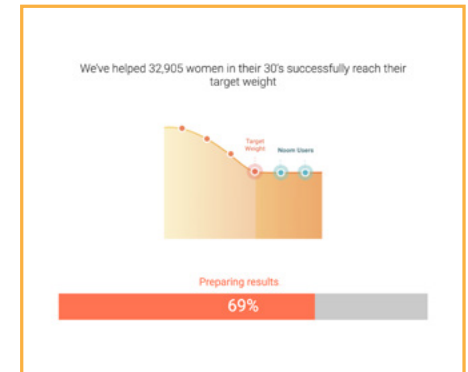 We've helped 32,905 women in their 30's successfully reach their
target weight
Target
Weight
Noom Users
Preparing results
69%